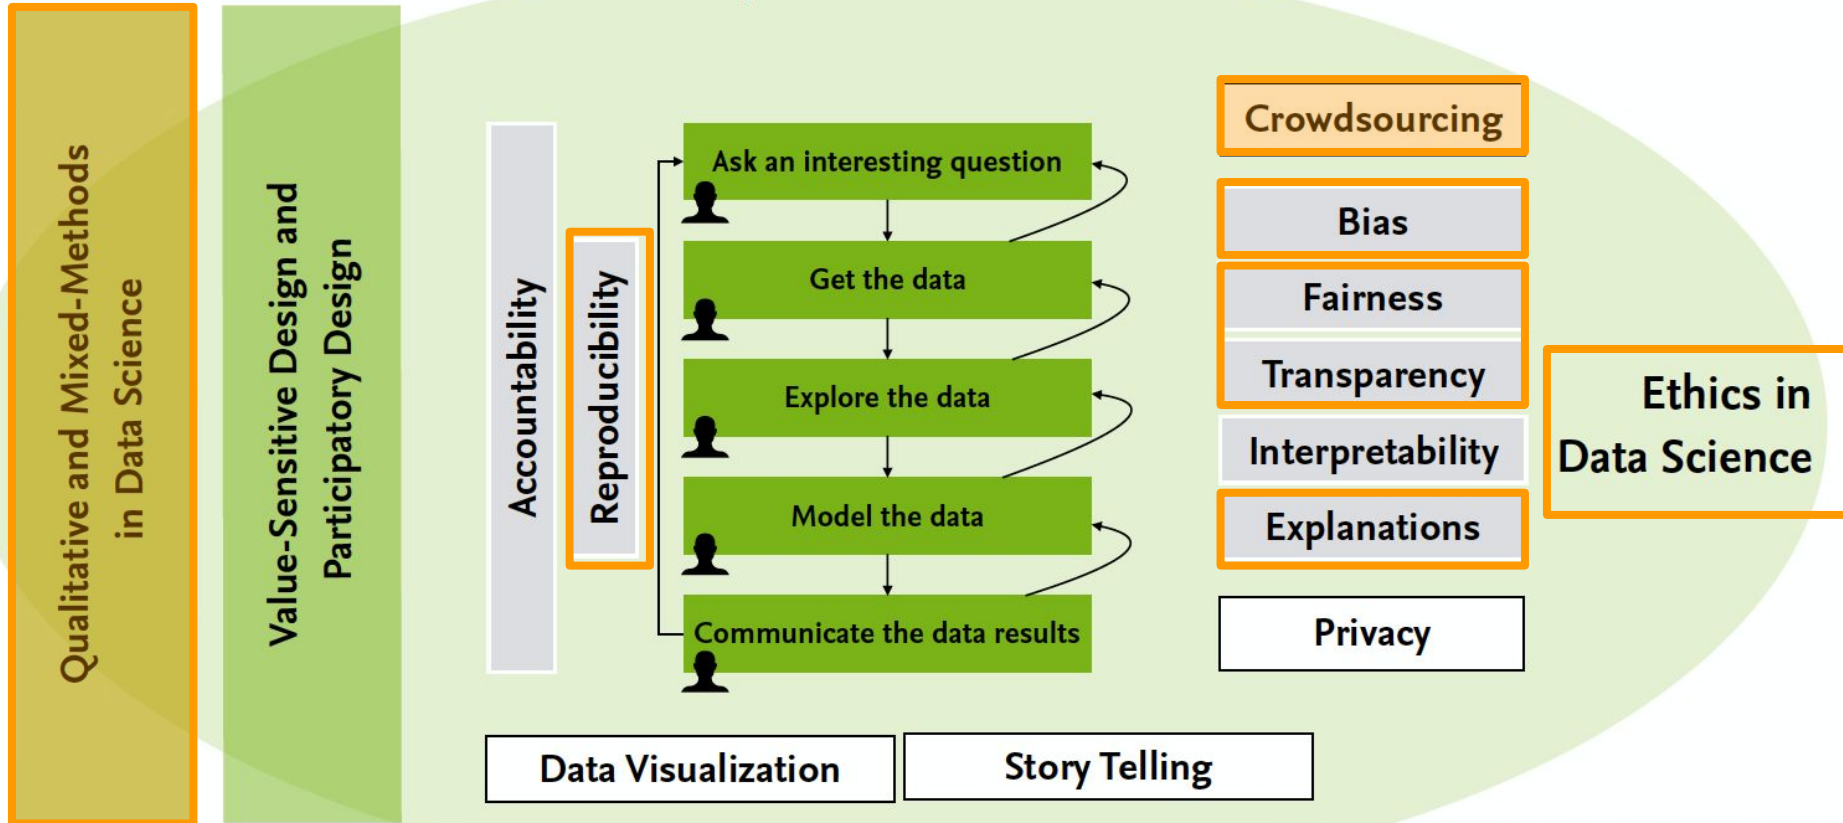 Qualitative and Mixed-Methods
in Data Science
Value-Sensitive Design and
Participatory Design
Accountability
Reproducibility
Ask an interesting question
Get the data
Explore the data
Model the data
Communicate the data results
Crowdsourcing
Bias
Fairness
Transparency
Interpretability
Explanations
Privacy
Ethics in
Data Science
Data Visualization
Story Telling